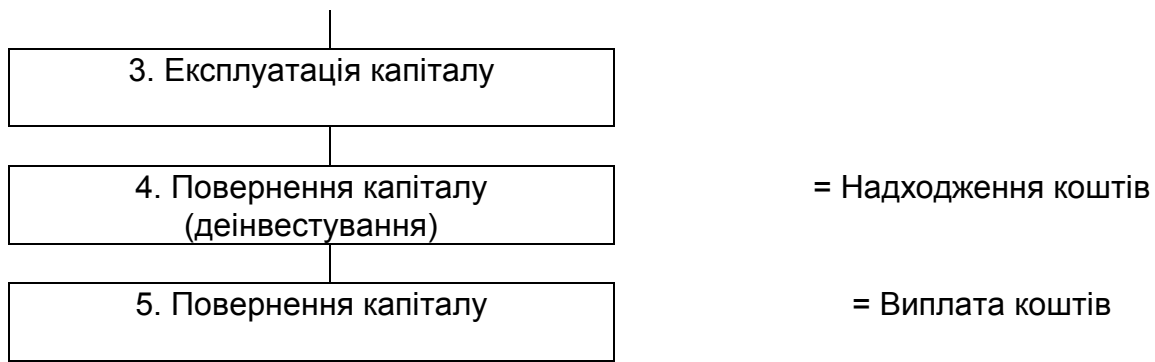 3. Експлуатація капіталу
4. Повернення капіталу = Надходження коштів
(деінвестування)
5. Повернення капіталу = Виплата коштів